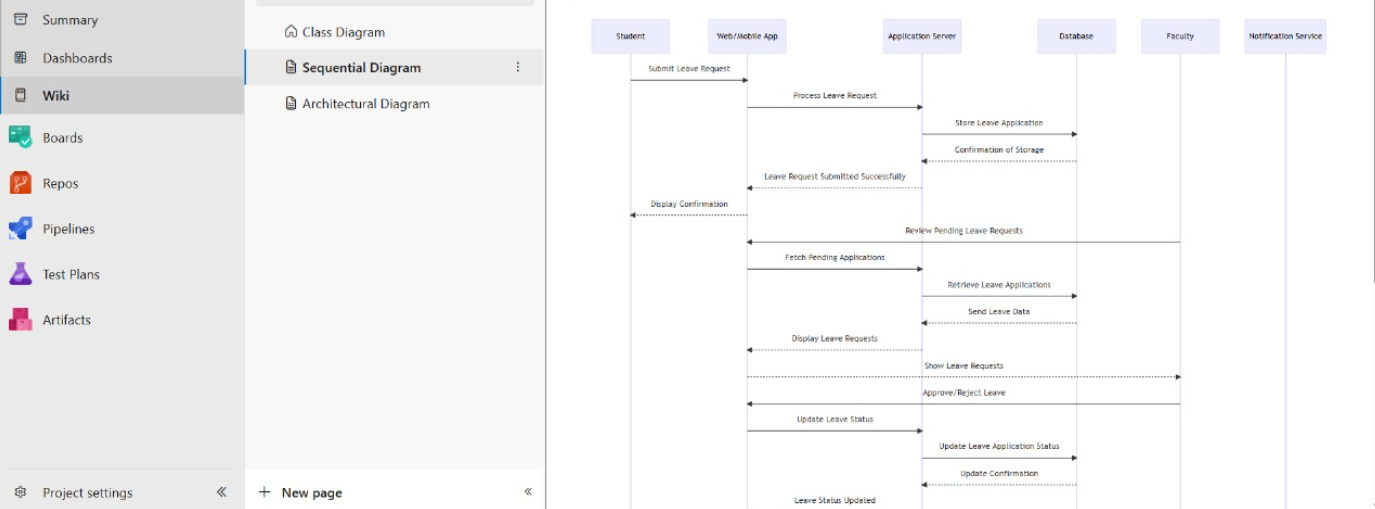 Summary
Dashboards
Wiki
Boards
Repos
Pipelines
Test Plans
Artifacts
Project settings
Class Diagram
Sequential Diagram
Architectural Diagram
New page
Student
Web/Mobile App
Application Server
Database
Faculty
Notification Service
Submit Leave Request
Process Leave Request
Store Leave Application
Confirmation of Storage
Leave Request Submitted Successfully
Display Confirmation
Review Pending Leave Requests
Fetch Pending Applications
Retrieve Leave Applications
Send Leave Data
Display Leave Requests
Show Leave Requests
Approve/Reject Leave
Update Leave Status
Update Leave Application Status
Update Confirmation
Leave Status Updated